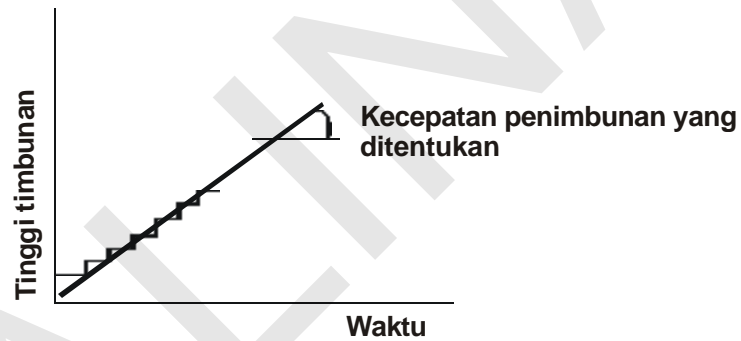 Tinggi timbunan
Kecepatan penimbunan yang
ditentukan
Waktu